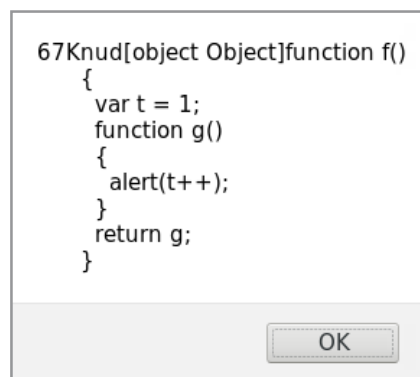 67Knud[object Object]function f()
{
var t = 1;
function g()
{
alert(t++);
}
return g;
}
OK